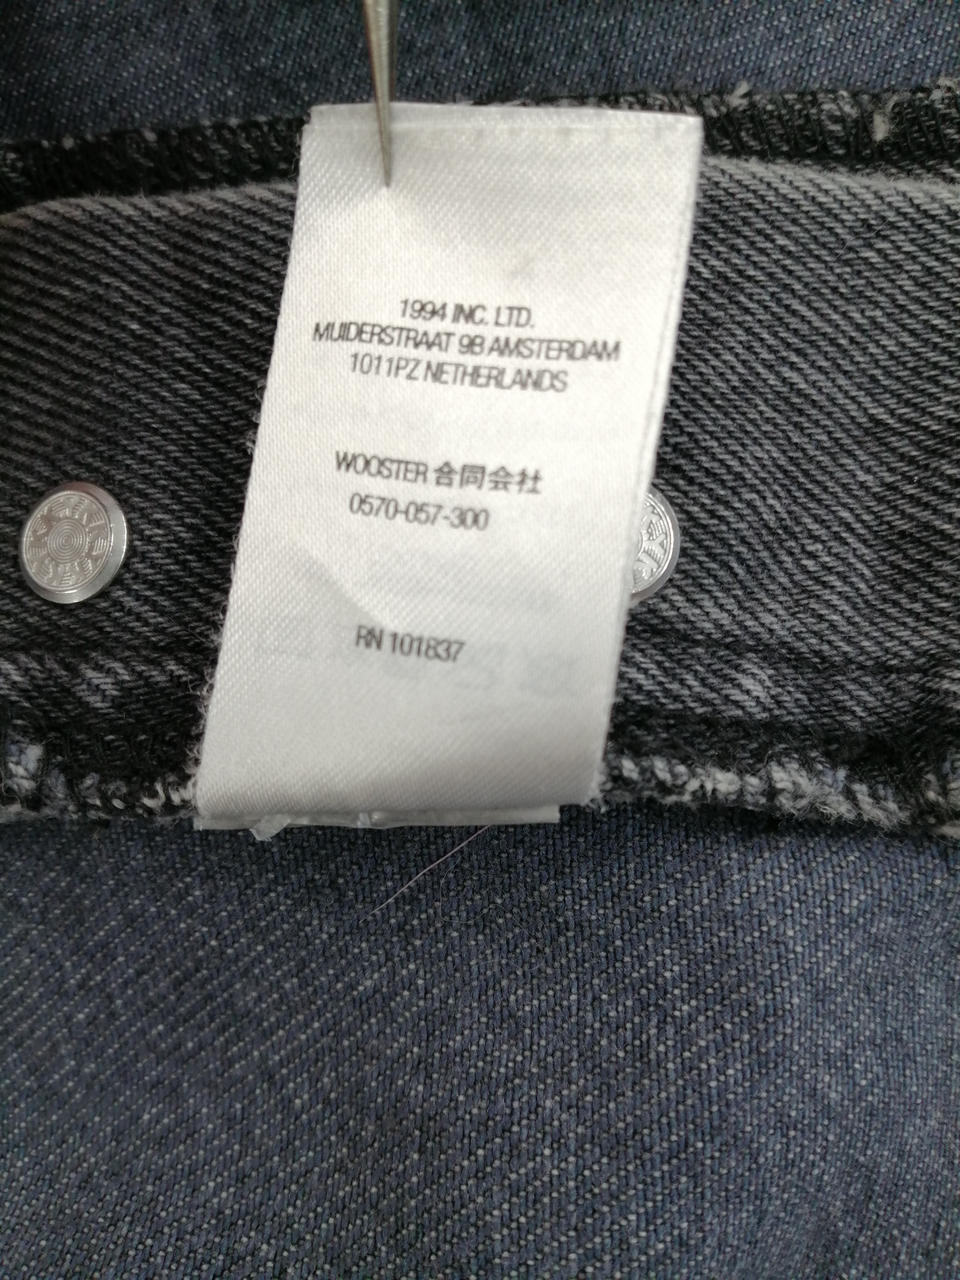 1994 INC. LTD.
MUIDERSTRAAT 9B AMSTERDAM
1011PZ NETHERLANDS
WOOSTER 合同会社
0570-057-300
RN 101837